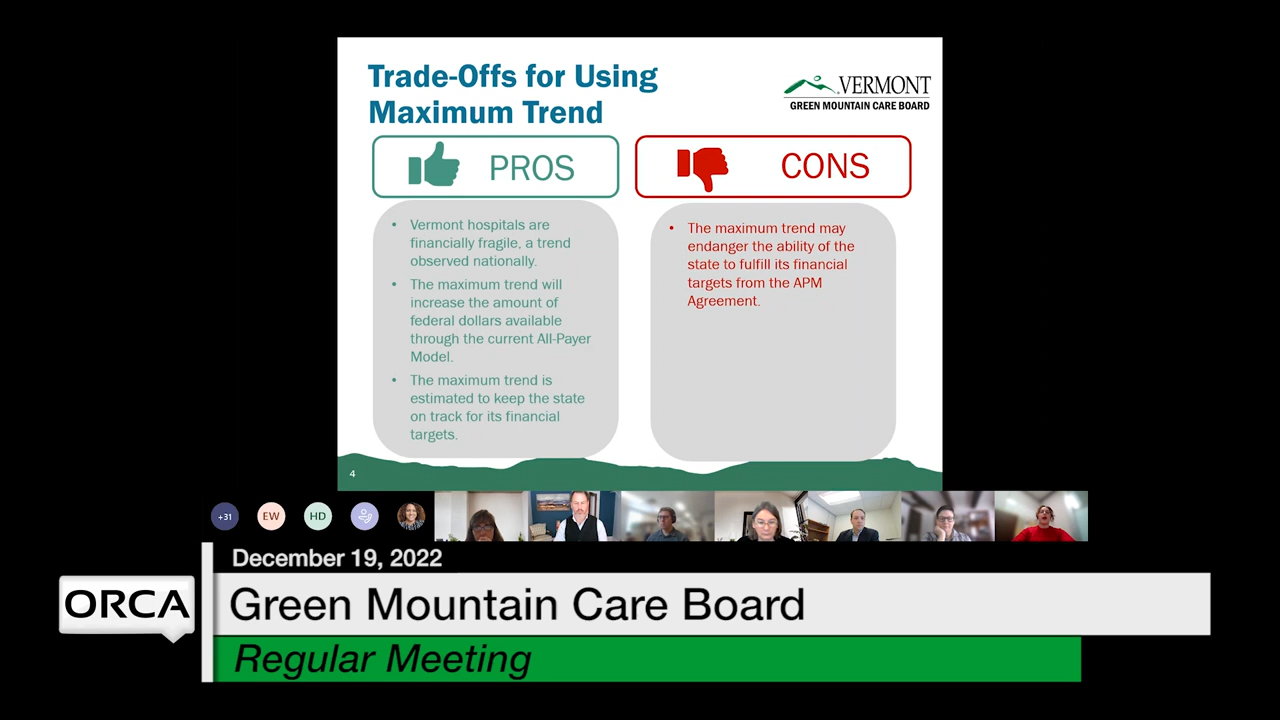 Trade-Offs for Using
Maximum Trend
VERMONT
GREEN MOUNTAIN CARE BOARD
PROS
CONS
• Vermont hospitals are
financially fragile, a trend
observed nationally.
• The maximum trend will
increase the amount of
federal dollars available
through the current All-Payer
Model.
• The maximum trend is
estimated to keep the state
on track for its financial
targets.
• The maximum trend may
endanger the ability of the
state to fulfill its financial
targets from the APM
Agreement.
4
+31
EW
HD
December 19, 2022
ORCA
Green Mountain Care Board
Regular Meeting